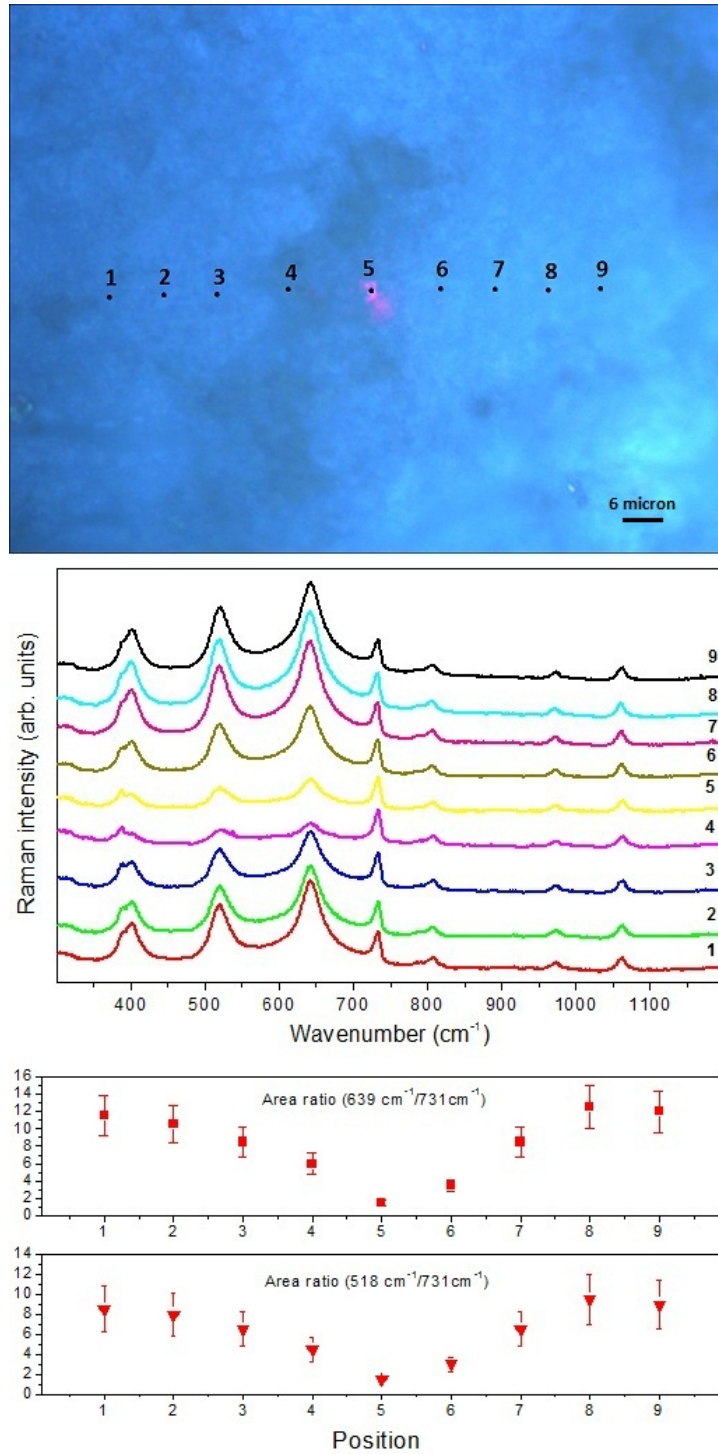 1 2 3 4 5 6 7 8 9
6 micron
Raman intensity (arb. units)
9
8
7
6
5
4
3
2
1
400 500 600 700 800 900 1000 1100
Wavenumber (cm⁻¹)
16
14
12
10
8
6
4
2
0
Area ratio (639 cm⁻¹/731cm⁻¹)
1 2 3 4 5 6 7 8 9
14
12
10
8
6
4
2
0
Area ratio (518 cm⁻¹/731cm⁻¹)
1 2 3 4 5 6 7 8 9
Position